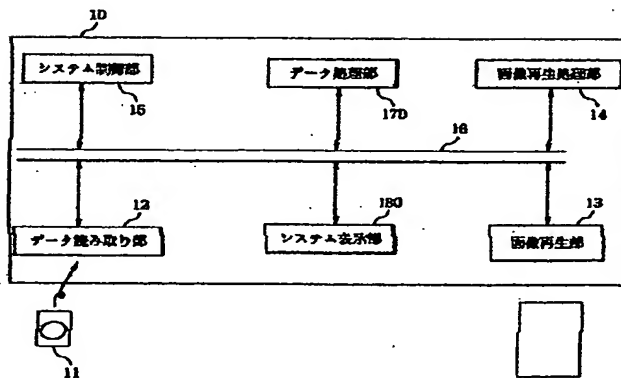 10
システム制御部
15
データ処理部
170
画像再生処理部
14
16
12
データ読み取り部
180
システム表示部
13
画像再生部
11